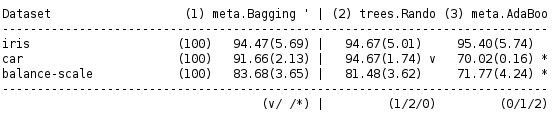 Dataset (1) meta.Bagging ' | (2) trees.Rando (3) meta.AdaBoo
--------------------------------------------------------------------------
iris (100) 94.47(5.69) | 94.67(5.01) 95.40(5.74)
car (100) 91.66(2.13) | 94.67(1.74) v 70.02(0.16) *
balance-scale (100) 83.68(3.65) | 81.48(3.62) 71.77(4.24) *
--------------------------------------------------------------------------
(v/ /*) | (1/2/0) (0/1/2)